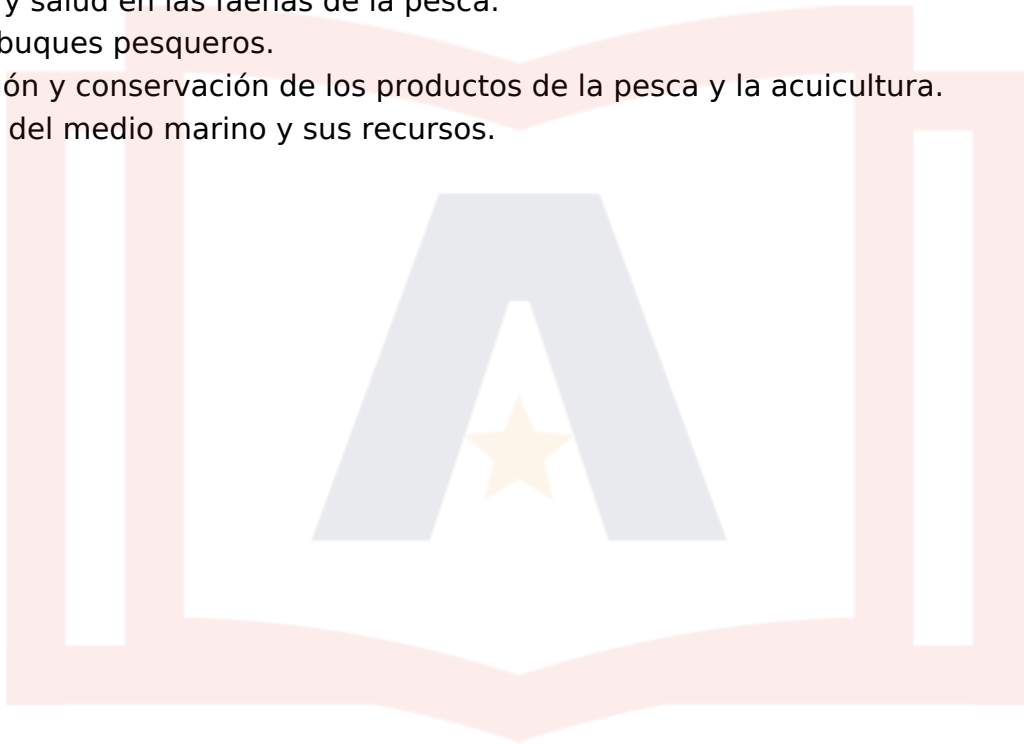 y salud en las faenas de la pesca.
buques pesqueros.
ón y conservación de los productos de la pesca y la acuicultura.
del medio marino y sus recursos.